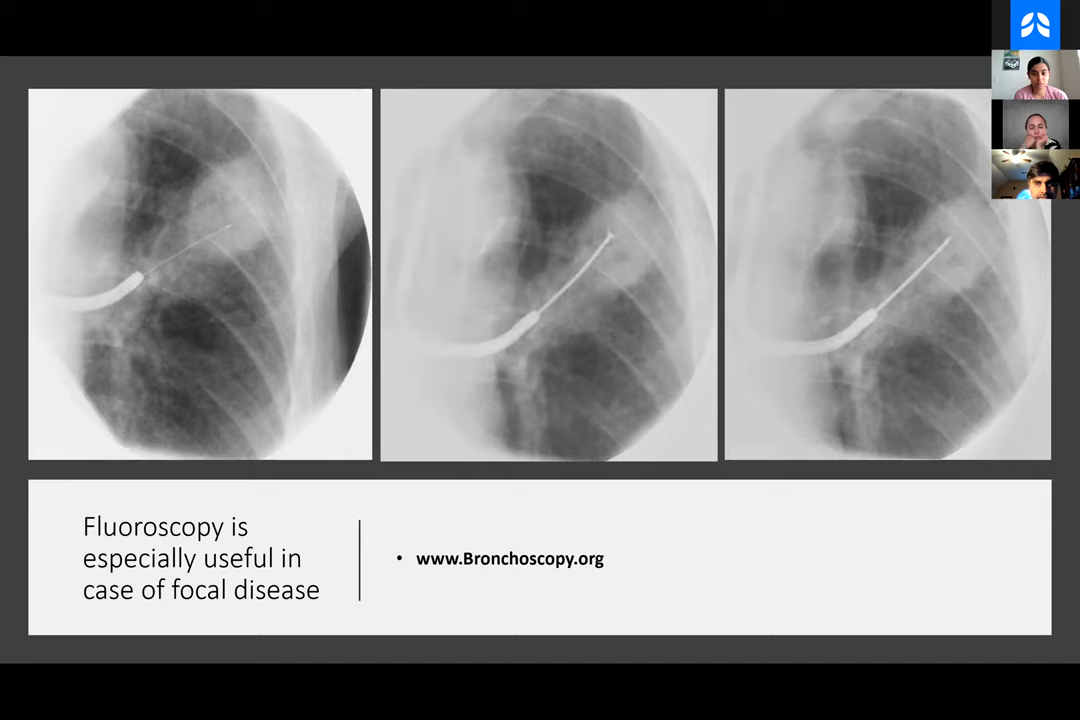 Fluoroscopy is
especially useful in
case of focal disease
• www.Bronchoscopy.org